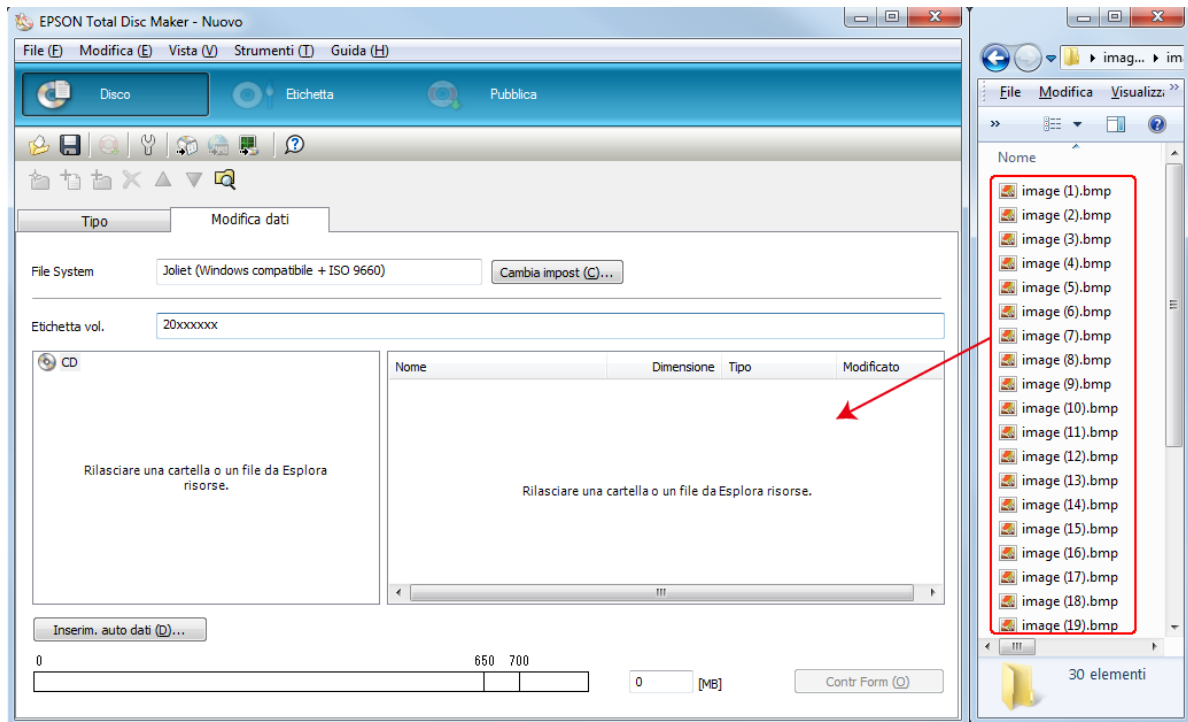 EPSON Total Disc Maker - Nuovo
File (F) Modifica (E) Vista (V) Strumenti (T) Guida (H)
Disco Etichetta Pubblica
Tipo Modifica dati
File System Joliet (Windows compatibile + ISO 9660) Cambia impost (C)...
Etichetta vol. 20xxxxxx
CD
Rilasciare una cartella o un file da Esplora
risorse.
Nome Dimensione Tipo Modificato
Rilasciare una cartella o un file da Esplora risorse.
Inserim. auto dati (D)...
0 650 700
0 [MB] Contr Form (O)
imag... im
File Modifica Visualizz »
»
Nome
image (1).bmp
image (2).bmp
image (3).bmp
image (4).bmp
image (5).bmp
image (6).bmp
image (7).bmp
image (8).bmp
image (9).bmp
image (10).bmp
image (11).bmp
image (12).bmp
image (13).bmp
image (14).bmp
image (15).bmp
image (16).bmp
image (17).bmp
image (18).bmp
image (19).bmp
30 elementi